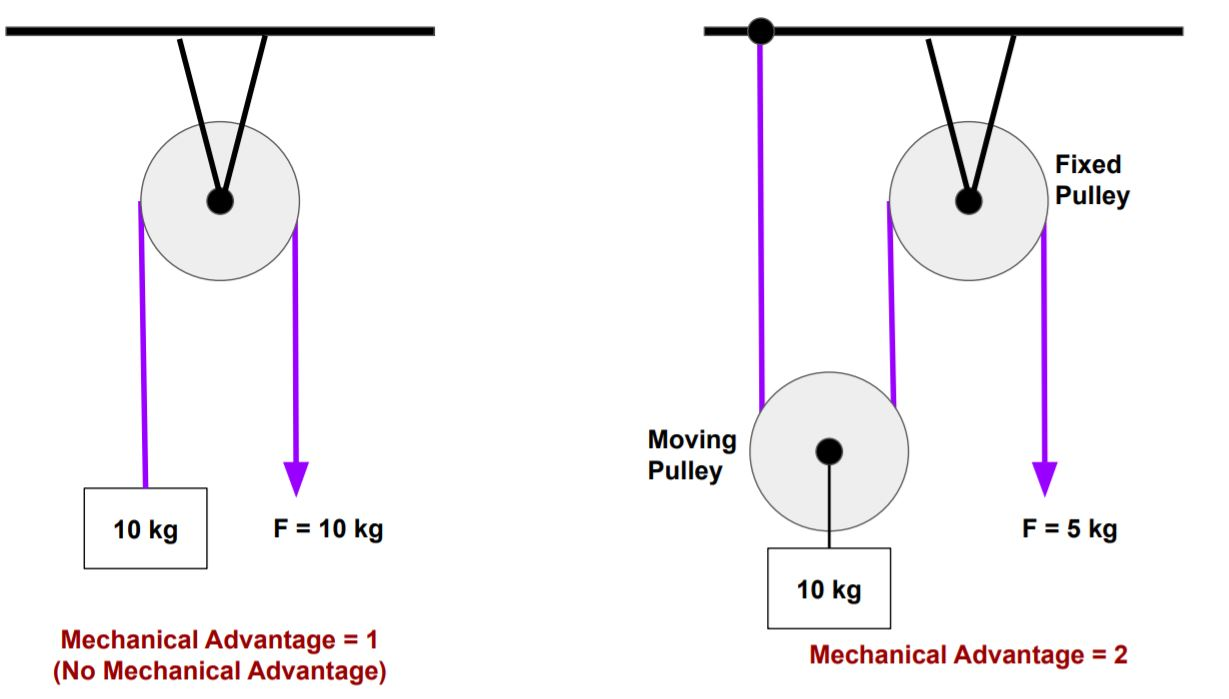 10 kg
F = 10 kg
Mechanical Advantage = 1
(No Mechanical Advantage)
Fixed
Pulley
Moving
Pulley
F = 5 kg
10 kg
Mechanical Advantage = 2